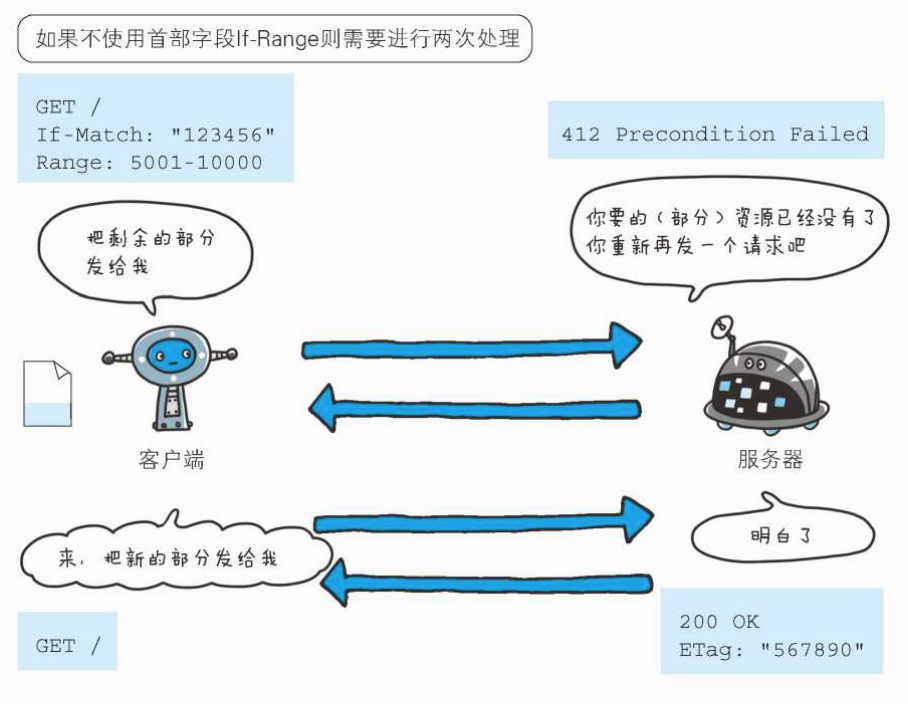 如果不使用首部字段If-Range则需要进行两次处理
GET /
If-Match: "123456"
Range: 5001-10000
412 Precondition Failed
把剩余的部分
发给我
你要的（部分）资源已经没有了
你重新再发一个请求吧
客户端
服务器
来，把新的部分发给我
明白了
GET /
200 OK
ETag: "567890"